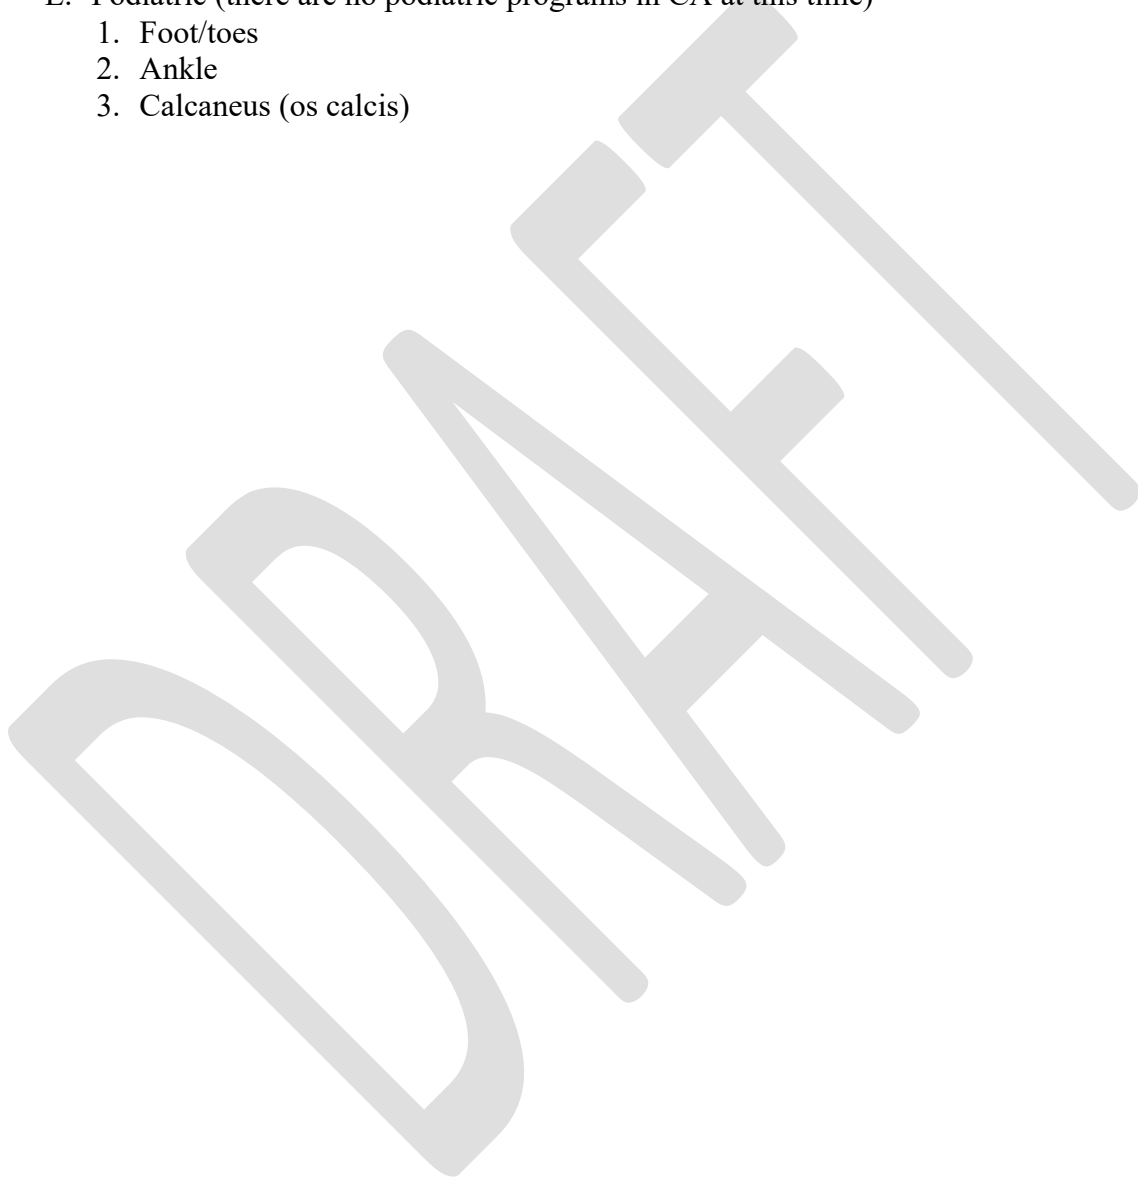 E. Podiatric (there are no podiatric programs in CA at this time)
1. Foot/toes
2. Ankle
3. Calcaneus (os calcis)
DRAFT